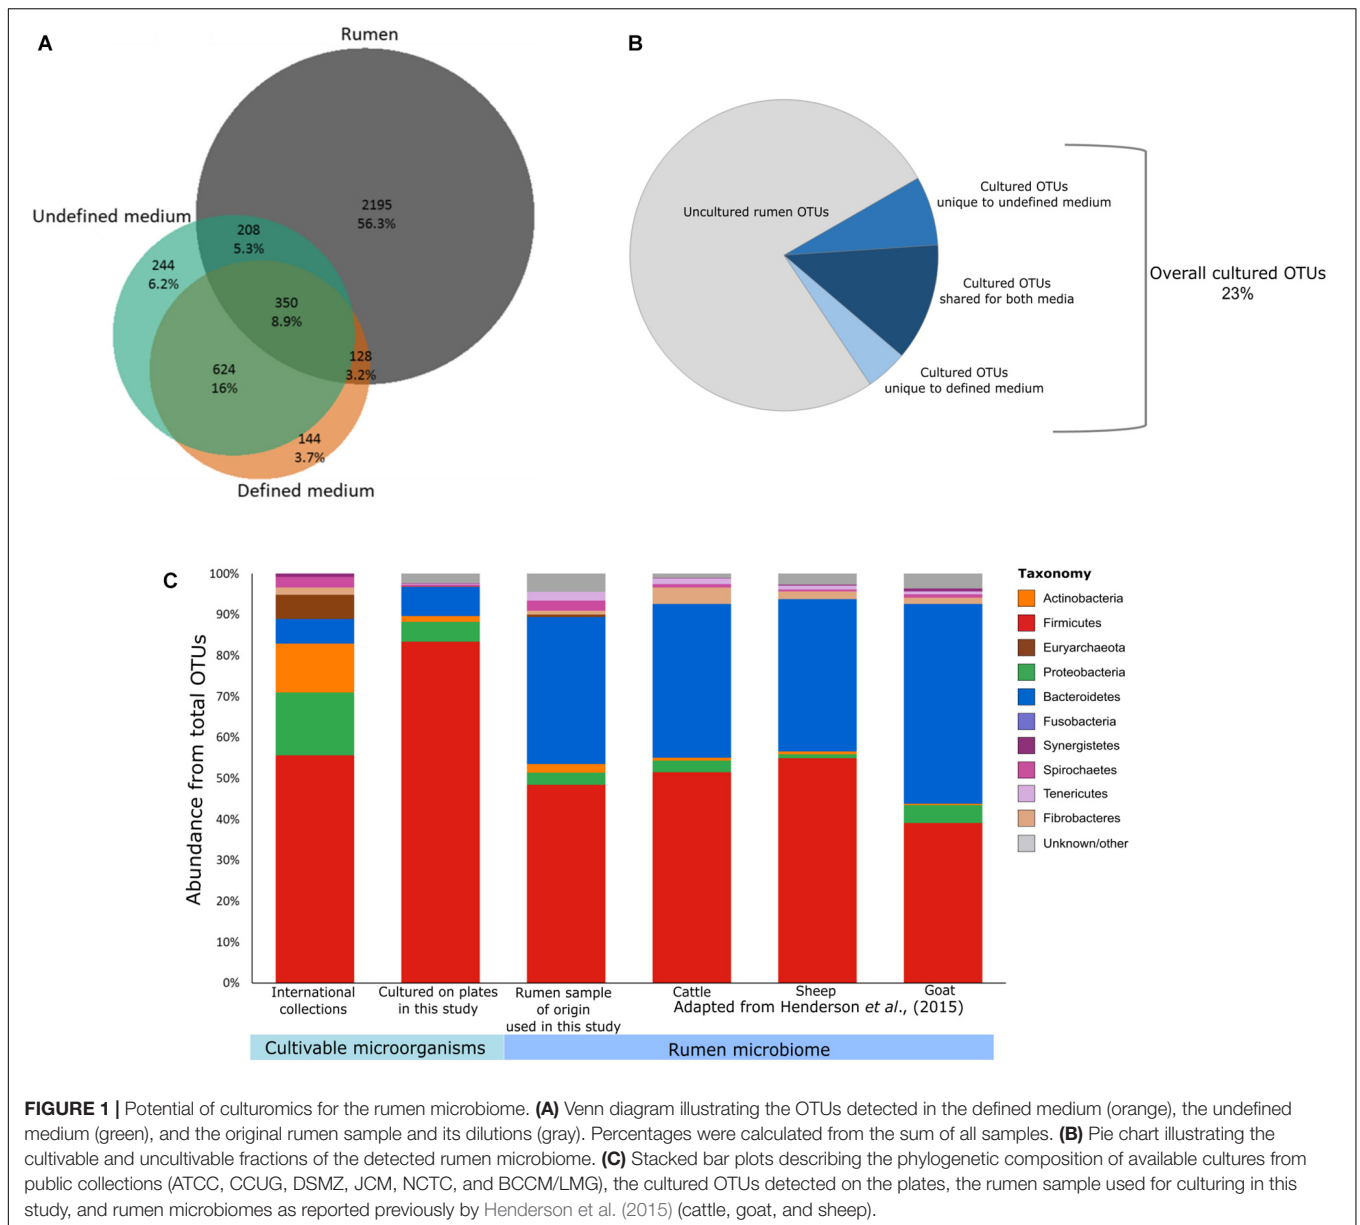 A
Rumen
2195
56.3%
Undefined medium
208
5.3%
244
6.2%
350
8.9%
128
3.2%
624
16%
144
3.7%
Defined medium
B
Uncultured rumen OTUs
Cultured OTUs
unique to undefined medium
Cultured OTUs
shared for both media
Cultured OTUs
unique to defined medium
Overall cultured OTUs
23%
C
Abundance from total OTUs
100%
90%
80%
70%
60%
50%
40%
30%
20%
10%
0%
International
collections
Cultured on plates
in this study
Rumen sample
of origin
used in this study
Cattle
Sheep
Goat
Adapted from Henderson et al., (2015)
Cultivable microorganisms
Rumen microbiome
Taxonomy
Actinobacteria
Firmicutes
Euryarchaeota
Proteobacteria
Bacteroidetes
Fusobacteria
Synergistetes
Spirochaetes
Tenericutes
Fibrobacteres
Unknown/other
FIGURE 1 | Potential of culturomics for the rumen microbiome. (A) Venn diagram illustrating the OTUs detected in the defined medium (orange), the undefined
medium (green), and the original rumen sample and its dilutions (gray). Percentages were calculated from the sum of all samples. (B) Pie chart illustrating the
cultivable and uncultivable fractions of the detected rumen microbiome. (C) Stacked bar plots describing the phylogenetic composition of available cultures from
public collections (ATCC, CCUG, DSMZ, JCM, NCTC, and BCCM/LMG), the cultured OTUs detected on the plates, the rumen sample used for culturing in this
study, and rumen microbiomes as reported previously by Henderson et al. (2015) (cattle, goat, and sheep).